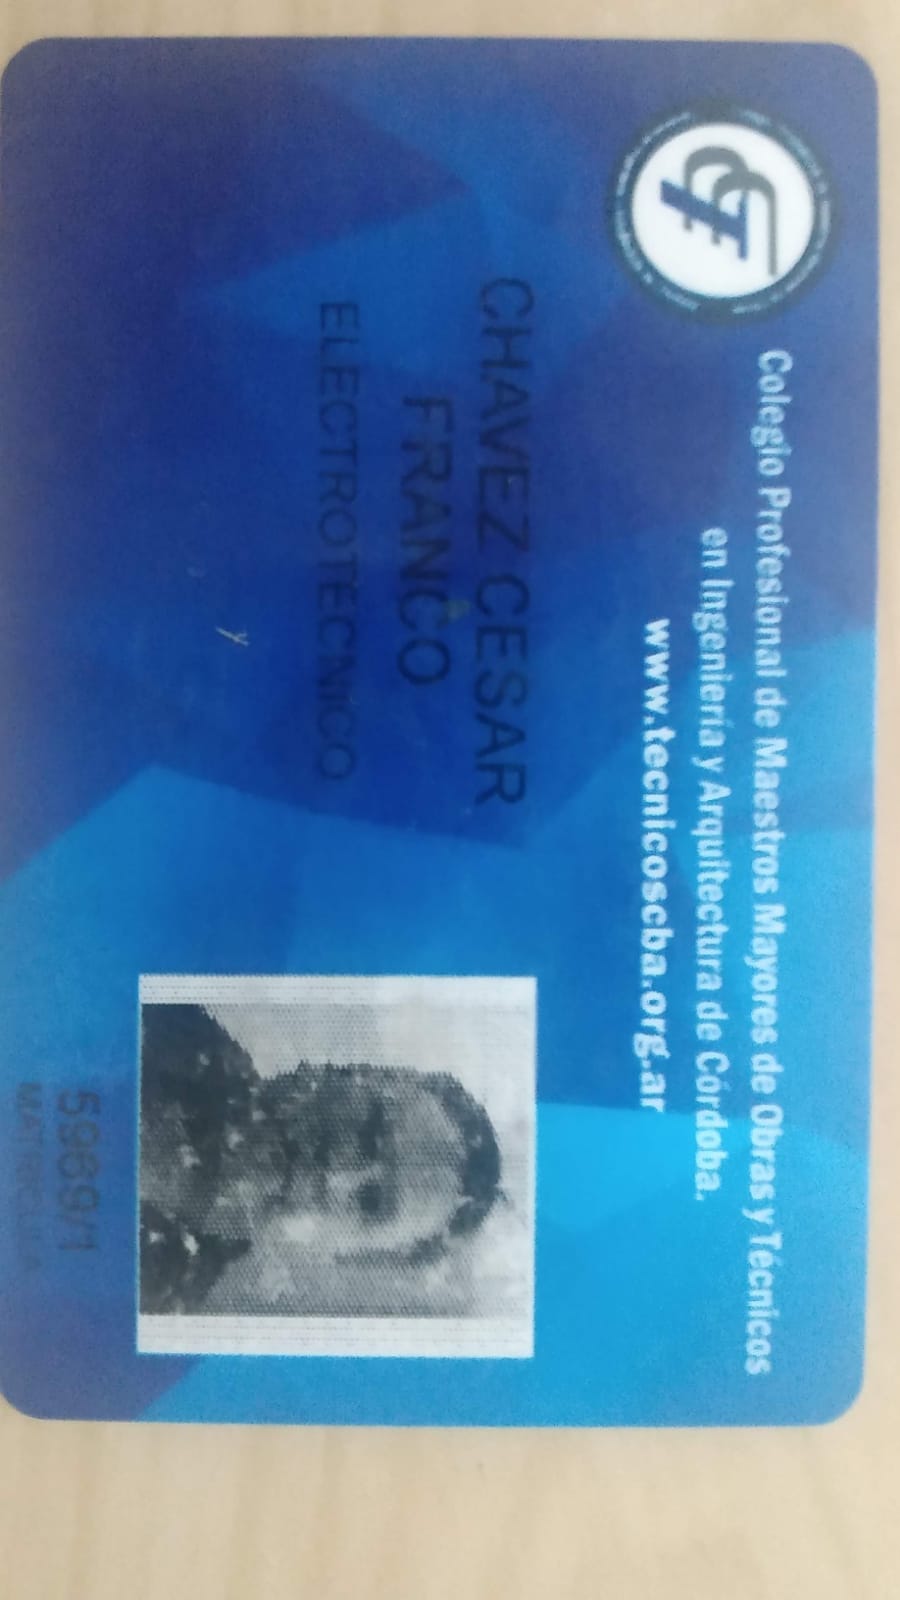 Colegio Profesional de Maestros Mayores de Obras y Técnicos
en Ingeniería y Arquitectura de Córdoba.
www.tecnicoscba.org.ar
CHAVEZ CESAR
FRANCO
ELECTROTECNICO
5969/1
MATRICULA